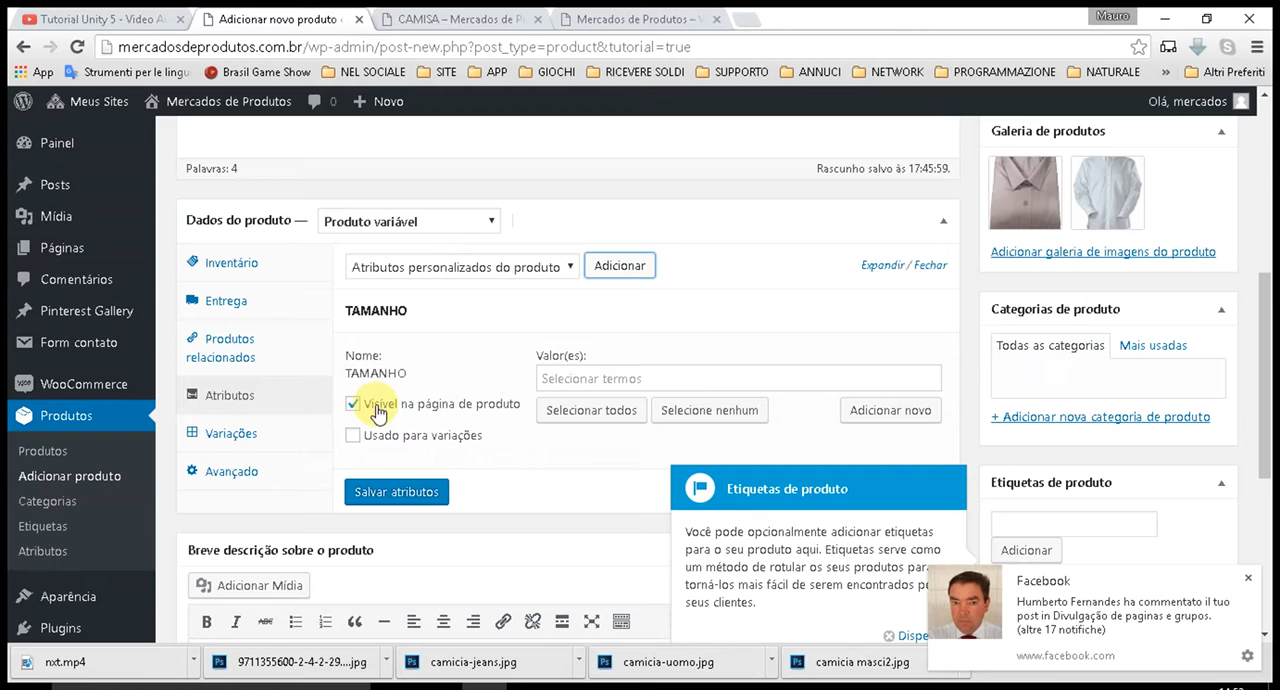 Tutorial Unity 5 - Video A
Adicionar novo produto
CAMISA – Mercados de P
Mercados de Produtos –
Mauro
mercadosdeprodutos.com.br/wp-admin/post-new.php?post_type=product&tutorial=true
App
Strumenti per le lingu
Brasil Game Show
NEL SOCIALE
SITE
APP
GIOCHI
RICEVERE SOLDI
SUPPORTO
ANNUCI
NETWORK
PROGRAMMAZIONE
NATURALE
»
Altri Preferiti
Meus Sites
Mercados de Produtos
0
Novo
Olá, mercados
Painel
Posts
Mídia
Páginas
Comentários
Pinterest Gallery
Form contato
WooCommerce
Produtos
Produtos
Adicionar produto
Categorias
Etiquetas
Atributos
Aparência
Plugins
Palavras: 4
Rascunho salvo às 17:45:59.
Dados do produto —
Produto variável
Inventário
Entrega
Produtos
relacionados
Atributos
Variações
Avançado
Atributos personalizados do produto
Adicionar
Expandir / Fechar
TAMANHO
Nome:
TAMANHO
Valor(es):
Selecionar termos
Visível na página de produto
Usado para variações
Selecionar todos
Selecione nenhum
Adicionar novo
Salvar atributos
Breve descrição sobre o produto
Adicionar Mídia
B I ABC
Etiquetas de produto
Você pode opcionalmente adicionar etiquetas
para o seu produto aqui. Etiquetas serve como
um método de rotular os seus produtos para
torná-los mais fácil de serem encontrados pe
seus clientes.
Dispe
Galeria de produtos
Adicionar galeria de imagens do produto
Categorias de produto
Todas as categorias
Mais usadas
+ Adicionar nova categoria de produto
Etiquetas de produto
Adicionar
Facebook
Humberto Fernandes ha commentato il tuo
post in Divulgação de paginas e grupos.
(altre 17 notifiche)
www.facebook.com
nxt.mp4
9711355600-2-4-2-29....jpg
camicia-jeans.jpg
camicia-uomo.jpg
camicia masci2.jpg